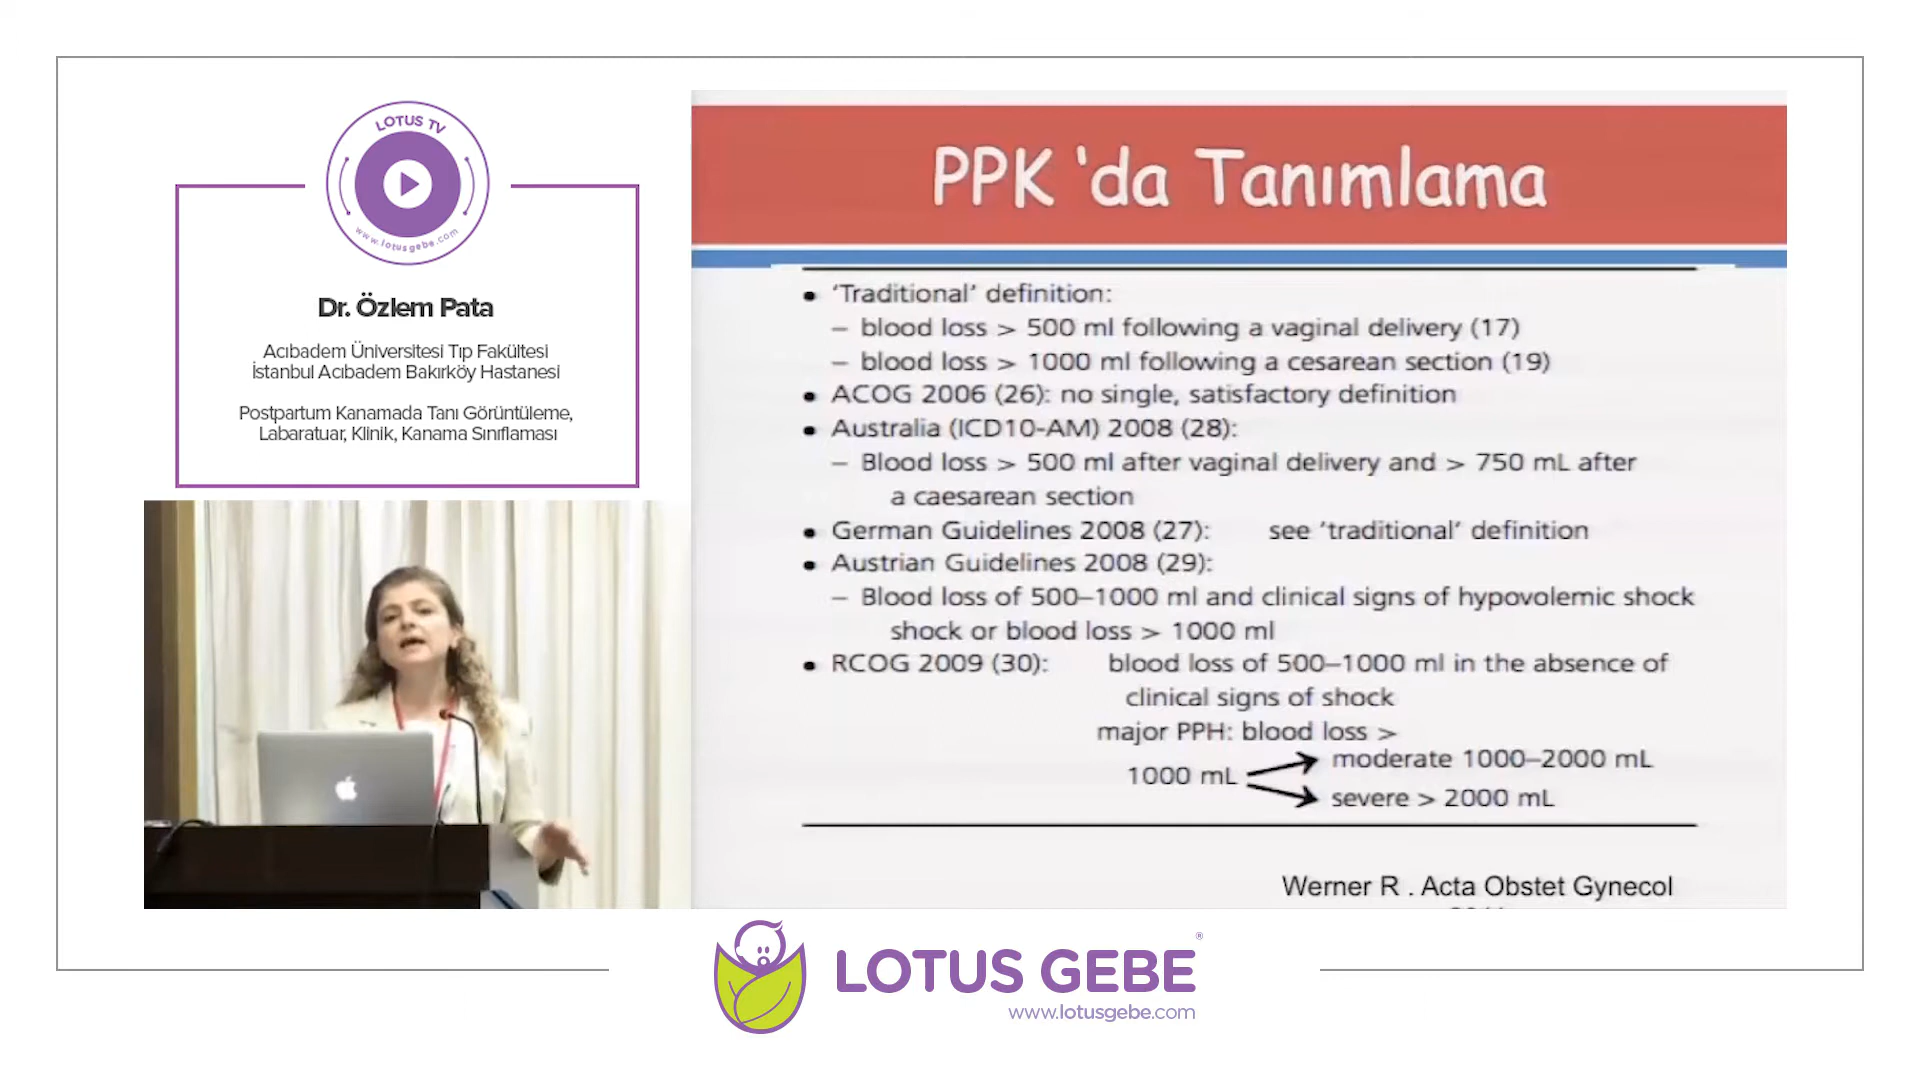 LOTUS TV
www.lotusgebe.com
Dr. Özlem Pata
Acıbadem Üniversitesi Tıp Fakültesi
İstanbul Acıbadem Bakırköy Hastanesi
Postpartum Kanamada Tanı Görüntüleme,
Labaratuar, Klinik, Kanama Sınıflaması
PPK 'da Tanımlama
• 'Traditional' definition:
– blood loss > 500 ml following a vaginal delivery (17)
– blood loss > 1000 ml following a cesarean section (19)
• ACOG 2006 (26): no single, satisfactory definition
• Australia (ICD10-AM) 2008 (28):
– Blood loss > 500 ml after vaginal delivery and > 750 mL after
a caesarean section
• German Guidelines 2008 (27): see 'traditional' definition
• Austrian Guidelines 2008 (29):
– Blood loss of 500–1000 ml and clinical signs of hypovolemic shock
shock or blood loss > 1000 ml
• RCOG 2009 (30): blood loss of 500–1000 ml in the absence of
clinical signs of shock
major PPH: blood loss >
moderate 1000–2000 mL
1000 mL
severe > 2000 mL
Werner R . Acta Obstet Gynecol
LOTUS GEBE®
www.lotusgebe.com